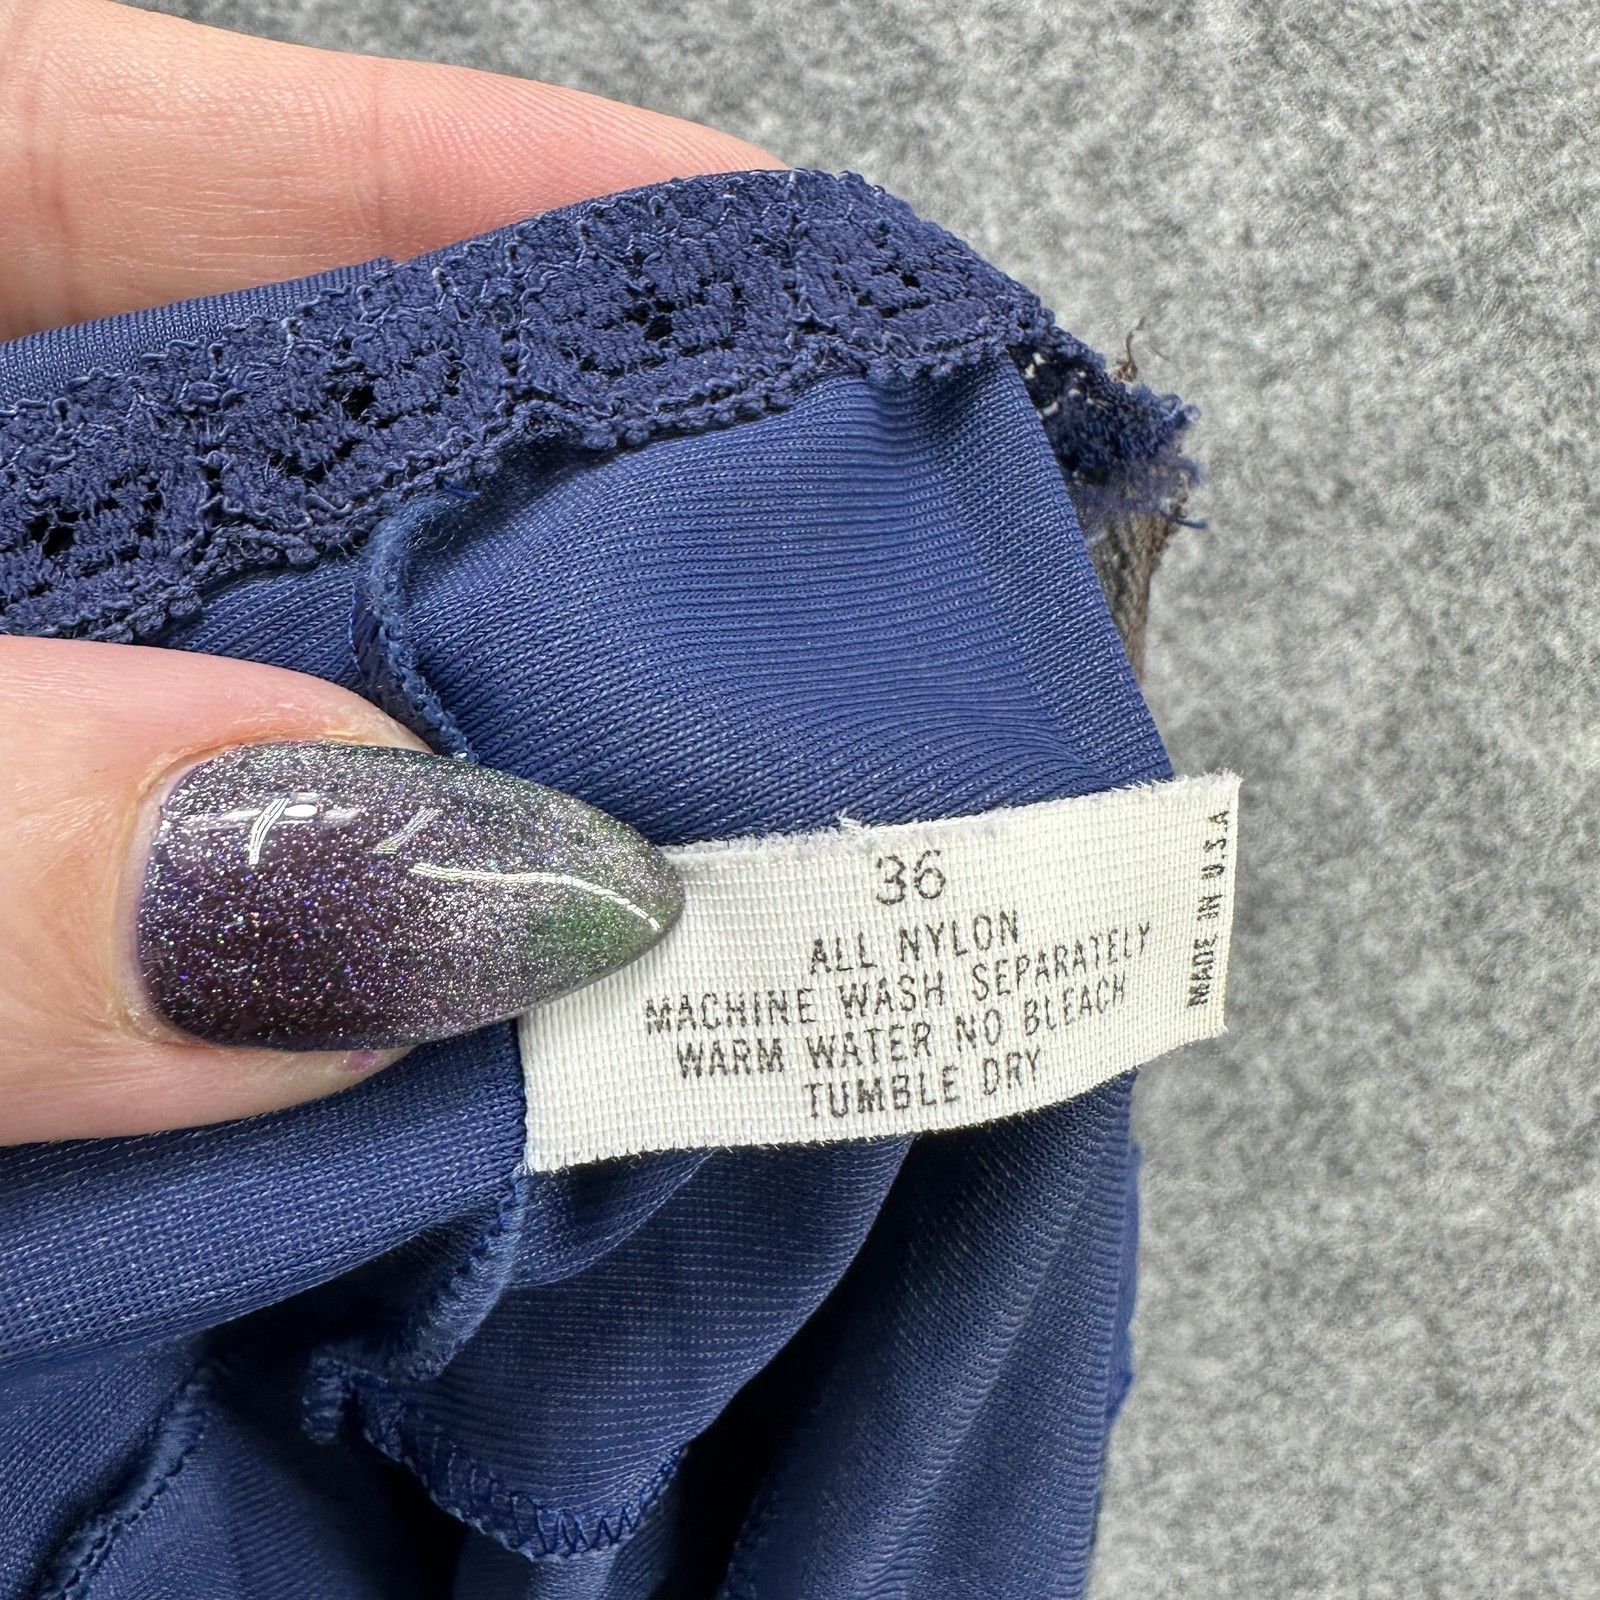 36
ALL NYLON
MACHINE WASH SEPARATELY
WARM WATER NO BLEACH
TUMBLE DRY
MADE IN U.S.A